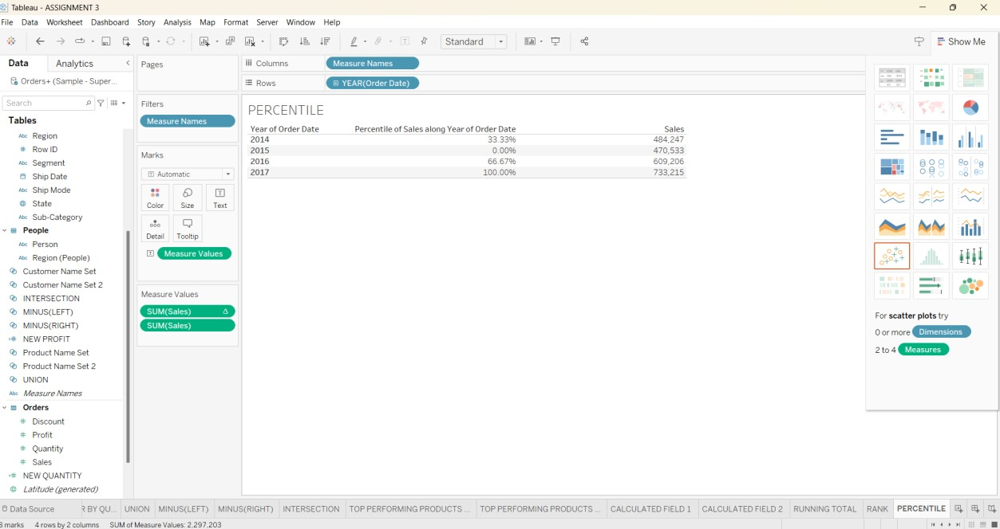 Tableau - ASSIGNMENT 3
File Data Worksheet Dashboard Story Analysis Map Format Server Window Help
Standard
Show Me
Data Analytics
Orders+ (Sample - Super...
Search
Tables
Abc Region
# Row ID
Abc Segment
Ship Date
Abc Ship Mode
State
Abc Sub-Category
People
Abc Person
Abc Region (People)
Customer Name Set
Customer Name Set 2
INTERSECTION
MINUS(LEFT)
MINUS(RIGHT)
=# NEW PROFIT
Product Name Set
Product Name Set 2
UNION
Abc Measure Names
Orders
# Discount
# Profit
# Quantity
# Sales
=# NEW QUANTITY
Latitude (generated)
Pages
Filters
Measure Names
Marks
Automatic
Color Size Text
Detail Tooltip
Measure Values
Measure Values
SUM(Sales) Δ
SUM(Sales)
Columns Measure Names
Rows YEAR(Order Date)
PERCENTILE
Year of Order Date Percentile of Sales along Year of Order Date Sales
2014 33.33% 484,247
2015 0.00% 470,533
2016 66.67% 609,206
2017 100.00% 733,215
For scatter plots try
0 or more Dimensions
2 to 4 Measures
Data Source R BY QU... UNION MINUS(LEFT) MINUS(RIGHT) INTERSECTION TOP PERFORMING PRODUCTS ... TOP PERFORMING PRODUCTS ... CALCULATED FIELD 1 CALCULATED FIELD 2 RUNNING TOTAL RANK PERCENTILE
8 marks 4 rows by 2 columns SUM of Measure Values: 2,297,203